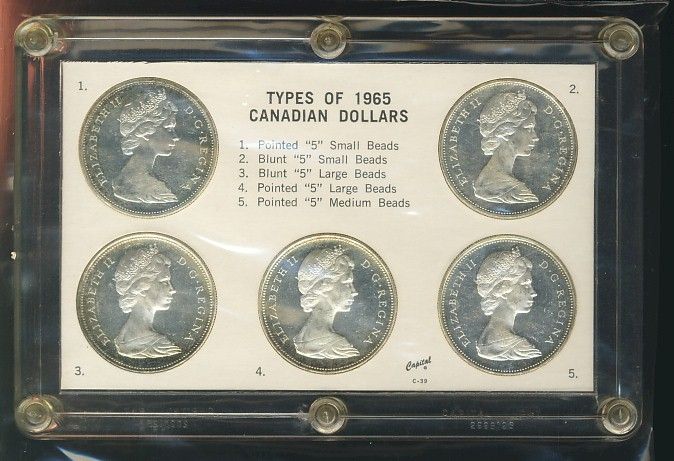 1.
2.
TYPES OF 1965
CANADIAN DOLLARS
1. Pointed "5" Small Beads
2. Blunt "5" Small Beads
3. Blunt "5" Large Beads
4. Pointed "5" Large Beads
5. Pointed "5" Medium Beads
ELIZABETH II D·G·REGINA
ELIZABETH II D·G·REGINA
ELIZABETH II D·G·REGINA
ELIZABETH II D·G·REGINA
ELIZABETH II D·G·REGINA
3.
4.
Capital ®
C-39
5.